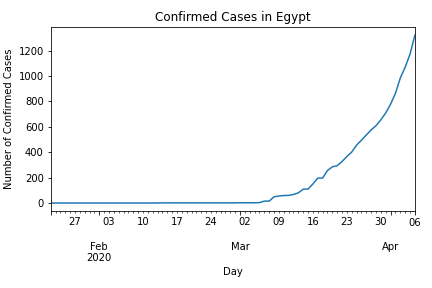 Confirmed Cases in Egypt
Number of Confirmed Cases
1200
1000
800
600
400
200
0
27 03 10 17 24 02 09 16 23 30 06
Feb Mar Apr
2020
Day